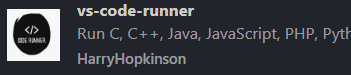 </>
CODE RUNNER
vs-code-runner
Run C, C++, Java, JavaScript, PHP, Pyth
HarryHopkinson